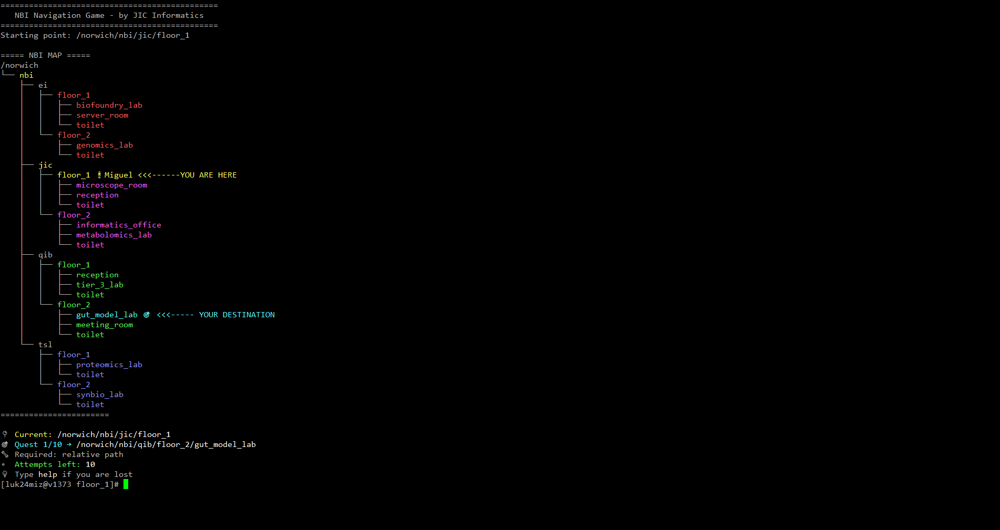 ==============================================
   NBI Navigation Game - by JIC Informatics
==============================================
Starting point: /norwich/nbi/jic/floor_1

===== NBI MAP =====
/norwich
└── nbi
    ├── ei
    │   ├── floor_1
    │   │   ├── biofoundry_lab
    │   │   ├── server_room
    │   │   └── toilet
    │   └── floor_2
    │       ├── genomics_lab
    │       └── toilet
    ├── jic
    │   ├── floor_1 Miguel <<<------YOU ARE HERE
    │   │   ├── microscope_room
    │   │   ├── reception
    │   │   └── toilet
    │   └── floor_2
    │       ├── informatics_office
    │       ├── metabolomics_lab
    │       └── toilet
    ├── qib
    │   ├── floor_1
    │   │   ├── reception
    │   │   ├── tier_3_lab
    │   │   └── toilet
    │   └── floor_2
    │       ├── gut_model_lab 🎯 <<<----- YOUR DESTINATION
    │       ├── meeting_room
    │       └── toilet
    └── tsl
        ├── floor_1
        │   ├── proteomics_lab
        │   └── toilet
        └── floor_2
            ├── synbio_lab
            └── toilet
=======================

📍 Current: /norwich/nbi/jic/floor_1
🎯 Quest 1/10 → /norwich/nbi/qib/floor_2/gut_model_lab
🔧 Required: relative path
⭐ Attempts left: 10
💡 Type help if you are lost
[luk24miz@v1373 floor_1]#